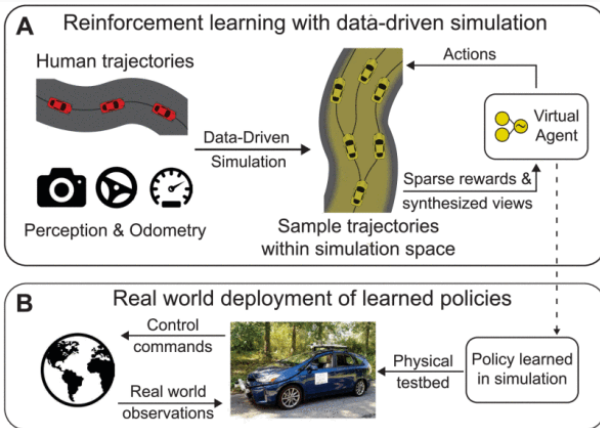 A
Reinforcement learning with data-driven simulation
Human trajectories
Data-Driven
Simulation
Perception & Odometry
Actions
Virtual
Agent
Sparse rewards &
synthesized views
Sample trajectories
within simulation space
B
Real world deployment of learned policies
Control
commands
Real world
observations
Physical
testbed
Policy learned
in simulation